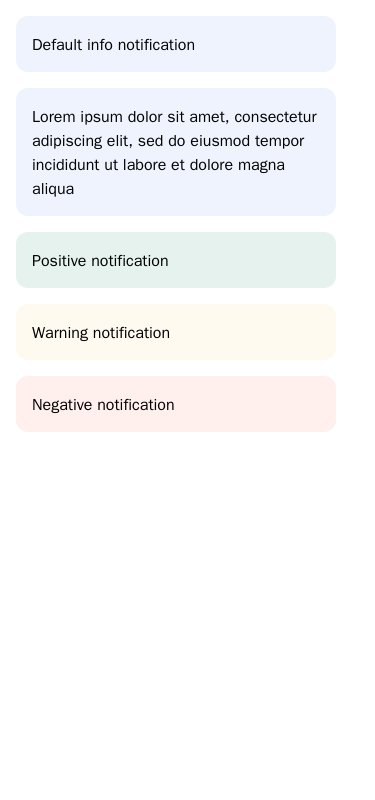 Default info notification
Lorem ipsum dolor sit amet, consectetur
adipiscing elit, sed do eiusmod tempor
incididunt ut labore et dolore magna
aliqua
Positive notification
Warning notification
Negative notification